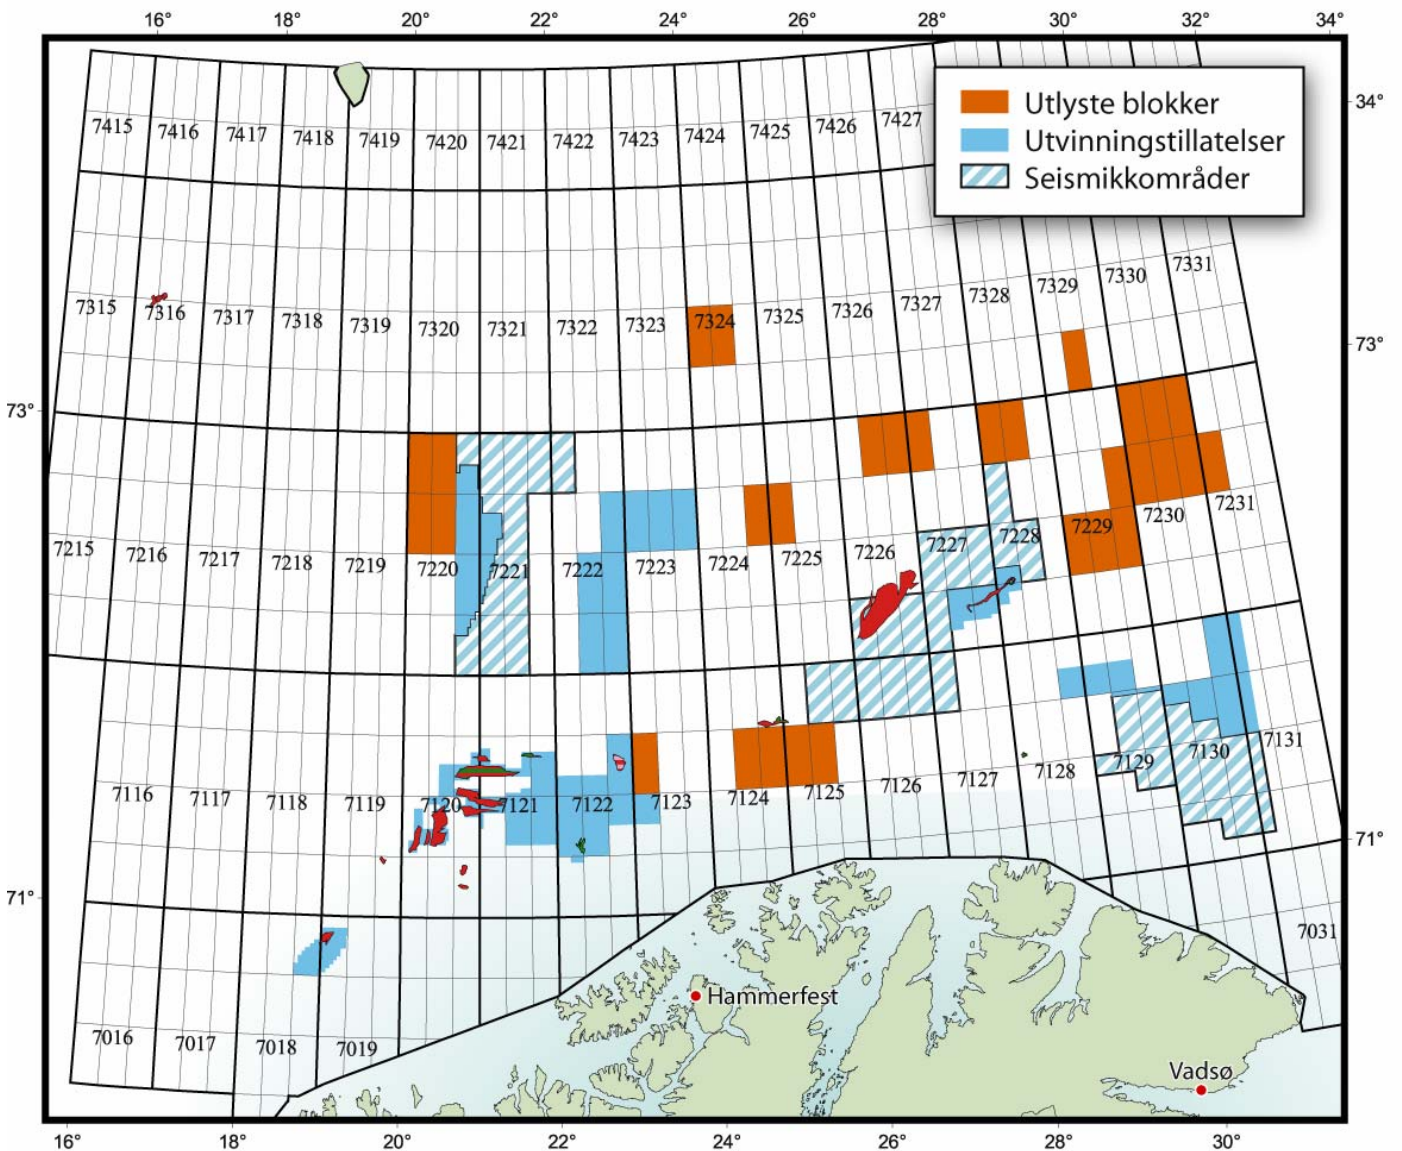 16° 18° 20° 22° 24° 26° 28° 30° 32° 34°
Utlyste blokker
Utvinningstillatelser
Seismikkområder
34°
7415 7416 7417 7418 7419 7420 7421 7422 7423 7424 7425 7426 7427
7315 7316 7317 7318 7319 7320 7321 7322 7323 7324 7325 7326 7327 7328 7329 7330 7331
73°
73°
7215 7216 7217 7218 7219 7220 7221 7222 7223 7224 7225 7226 7227 7228 7229 7230 7231
7116 7117 7118 7119 7120 7121 7122 7123 7124 7125 7126 7127 7128 7129 7130 7131
71°
71°
7016 7017 7018 7019 7031
Hammerfest
Vadsø
16° 18° 20° 22° 24° 26° 28° 30°